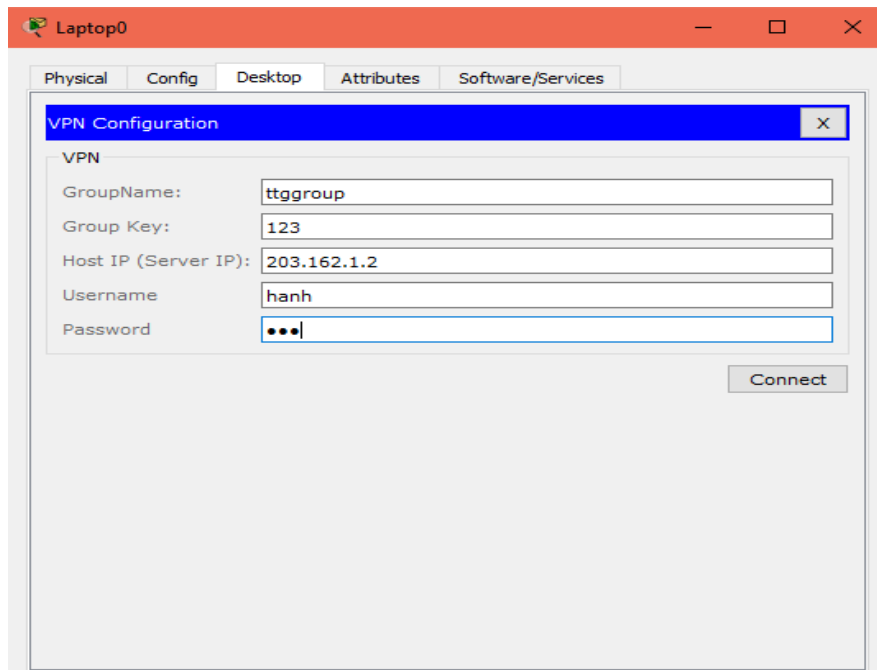 Laptop0
Physical Config Desktop Attributes Software/Services
VPN Configuration X
VPN
GroupName: ttggroup
Group Key: 123
Host IP (Server IP): 203.162.1.2
Username hanh
Password •••
Connect